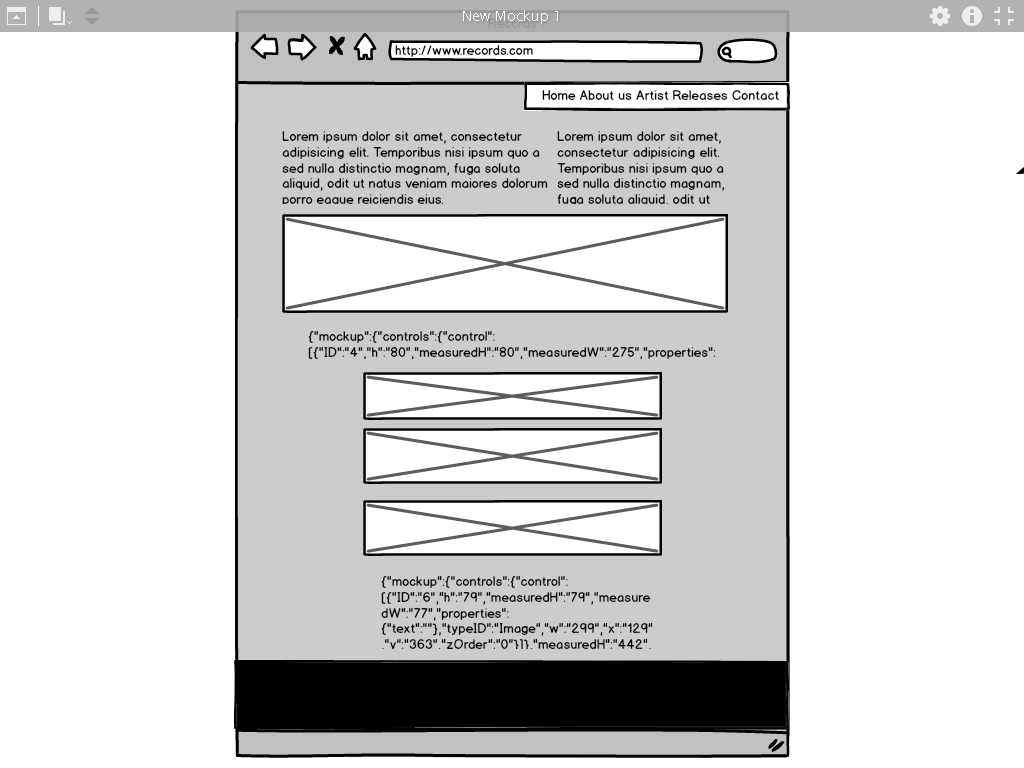 New Mockup 1
Records
http://www.records.com
Home About us Artist Releases Contact
Lorem ipsum dolor sit amet, consectetur
adipisicing elit. Temporibus nisi ipsum quo a
sed nulla distinctio magnam, fuga soluta
aliquid, odit ut natus veniam maiores dolorum
porro eaque reiciendis eius.
Lorem ipsum dolor sit amet,
consectetur adipisicing elit.
Temporibus nisi ipsum quo a
sed nulla distinctio magnam,
fuga soluta aliquid, odit ut
{"mockup":{"controls":{"control":
[{"ID":"4","h":"80","measuredH":"80","measuredW":"275","properties":
{"mockup":{"controls":{"control":
[{"ID":"6","h":"79","measuredH":"79","measure
dW":"77","properties":
{"text":""},"typeID":"Image","w":"299","x":"129"
,"y":"363","zOrder":"0"}]},"measuredH":"442",